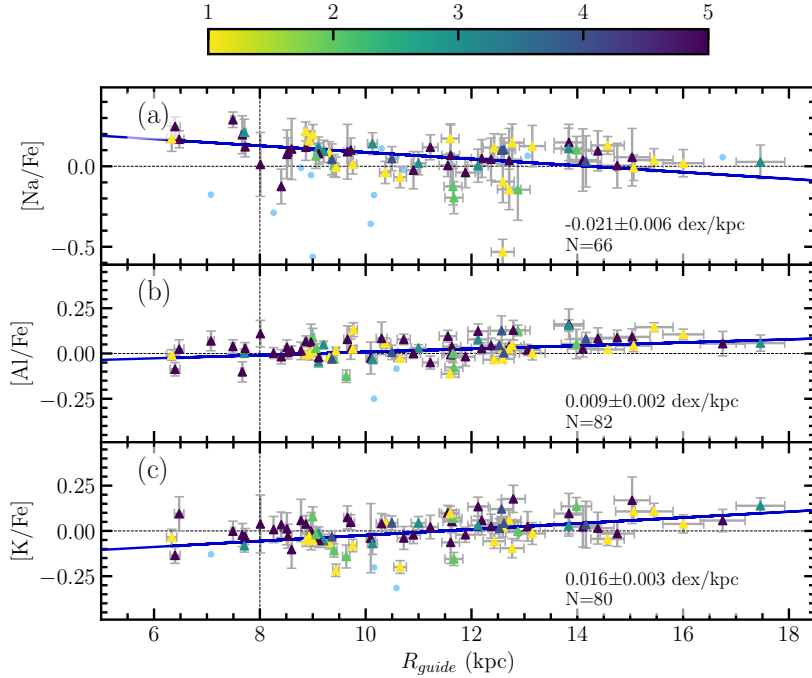 1 2 3 4 5
(a)
[Na/Fe]
0.0
−0.5
-0.021±0.006 dex/kpc
N=66
(b)
[Al/Fe]
0.25
0.00
−0.25
0.009±0.002 dex/kpc
N=82
(c)
[K/Fe]
0.25
0.00
−0.25
0.016±0.003 dex/kpc
N=80
6 8 10 12 14 16 18
R_guide (kpc)